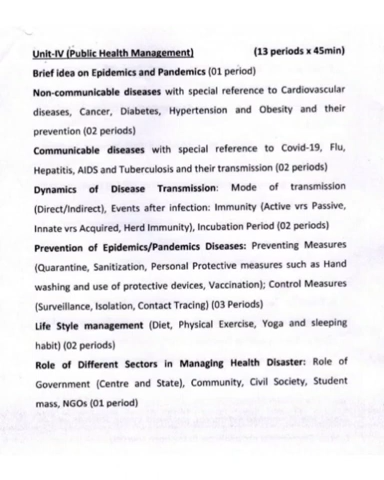 Unit-IV (Public Health Management) (13 periods x 45min)
Brief idea on Epidemics and Pandemics (01 period)
Non-communicable diseases with special reference to Cardiovascular
diseases, Cancer, Diabetes, Hypertension and Obesity and their
prevention (02 periods)
Communicable diseases with special reference to Covid-19, Flu,
Hepatitis, AIDS and Tuberculosis and their transmission (02 periods)
Dynamics of Disease Transmission: Mode of transmission
(Direct/Indirect), Events after infection: Immunity (Active vrs Passive,
Innate vrs Acquired, Herd Immunity), Incubation Period (02 periods)
Prevention of Epidemics/Pandemics Diseases: Preventing Measures
(Quarantine, Sanitization, Personal Protective measures such as Hand
washing and use of protective devices, Vaccination); Control Measures
(Surveillance, Isolation, Contact Tracing) (03 Periods)
Life Style management (Diet, Physical Exercise, Yoga and sleeping
habit) (02 periods)
Role of Different Sectors in Managing Health Disaster: Role of
Government (Centre and State), Community, Civil Society, Student
mass, NGOs (01 period)